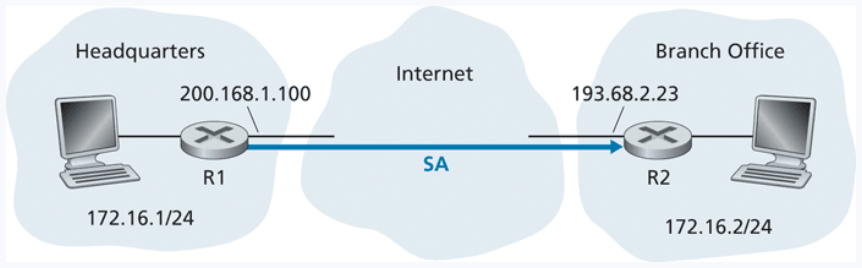 Headquarters
Internet
Branch Office
200.168.1.100
193.68.2.23
R1
SA
R2
172.16.1/24
172.16.2/24